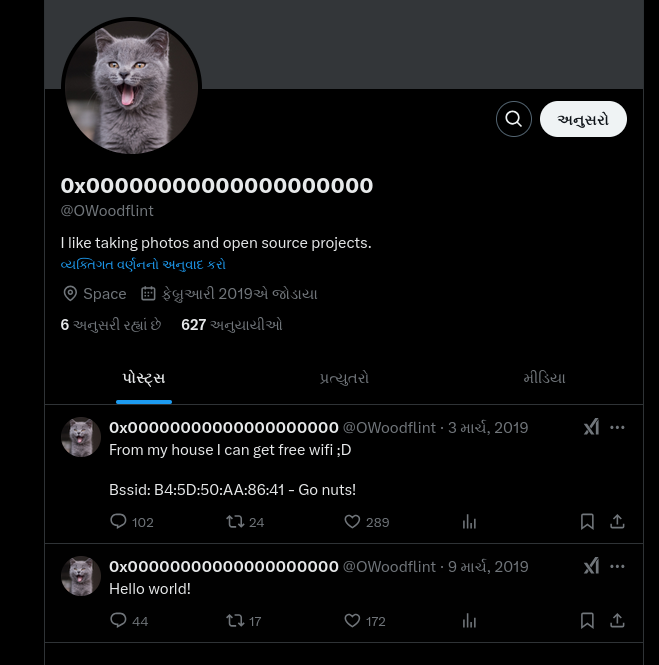 અનુસરો
0x00000000000000000000
@OWoodflint
I like taking photos and open source projects.
વ્યક્તિગત વર્ણનનો અનુવાદ કરો
Space ફેબ્રુઆરી 2019એ જોડાયા
6 અનુસરી રહ્યાં છે 627 અનુયાયીઓ
પોસ્ટ્સ પ્રત્યુતરો મીડિયા
0x00000000000000000000 @OWoodflint · 3 માર્ચ, 2019
From my house I can get free wifi ;D
Bssid: B4:5D:50:AA:86:41 - Go nuts!
102 24 289
0x00000000000000000000 @OWoodflint · 9 માર્ચ, 2019
Hello world!
44 17 172